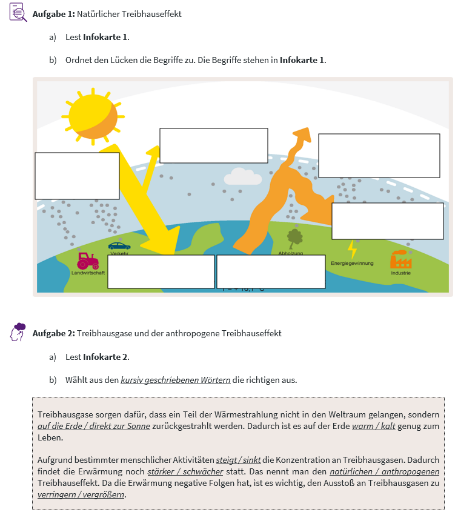 Aufgabe 1: Natürlicher Treibhauseffekt
a) Lest Infokarte 1.
b) Ordnet den Lücken die Begriffe zu. Die Begriffe stehen in Infokarte 1.
Landwirtschaft
Verkehr
Abholzung
Energiegewinnung
Industrie
Aufgabe 2: Treibhausgase und der anthropogene Treibhauseffekt
a) Lest Infokarte 2.
b) Wählt aus den kursiv geschriebenen Wörtern die richtigen aus.
Treibhausgase sorgen dafür, dass ein Teil der Wärmestrahlung nicht in den Weltraum gelangen, sondern
auf die Erde / direkt zur Sonne zurückgestrahlt werden. Dadurch ist es auf der Erde warm / kalt genug zum
Leben.
Aufgrund bestimmter menschlicher Aktivitäten steigt / sinkt die Konzentration an Treibhausgasen. Dadurch
findet die Erwärmung noch stärker / schwächer statt. Das nennt man den natürlichen / anthropogenen
Treibhauseffekt. Da die Erwärmung negative Folgen hat, ist es wichtig, den Ausstoß an Treibhausgasen zu
verringern / vergrößern.